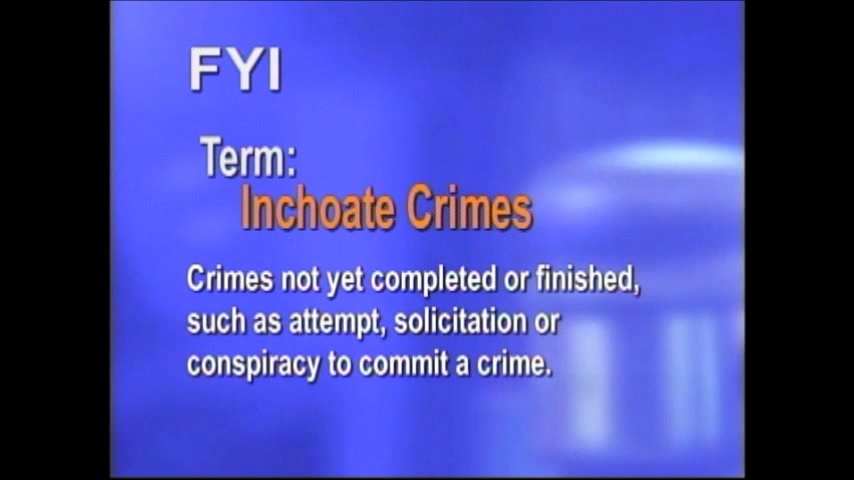 FYI
Term:
Inchoate Crimes
Crimes not yet completed or finished,
such as attempt, solicitation or
conspiracy to commit a crime.